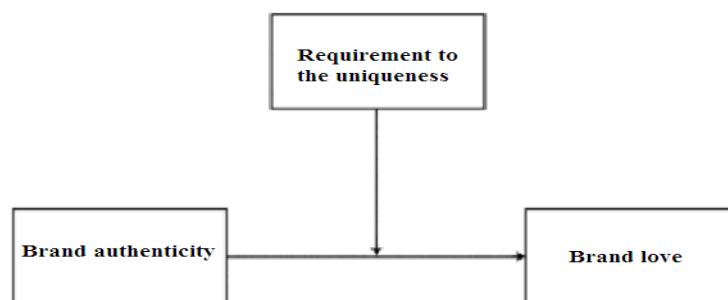 Requirement to
the uniqueness
Brand authenticity
Brand love